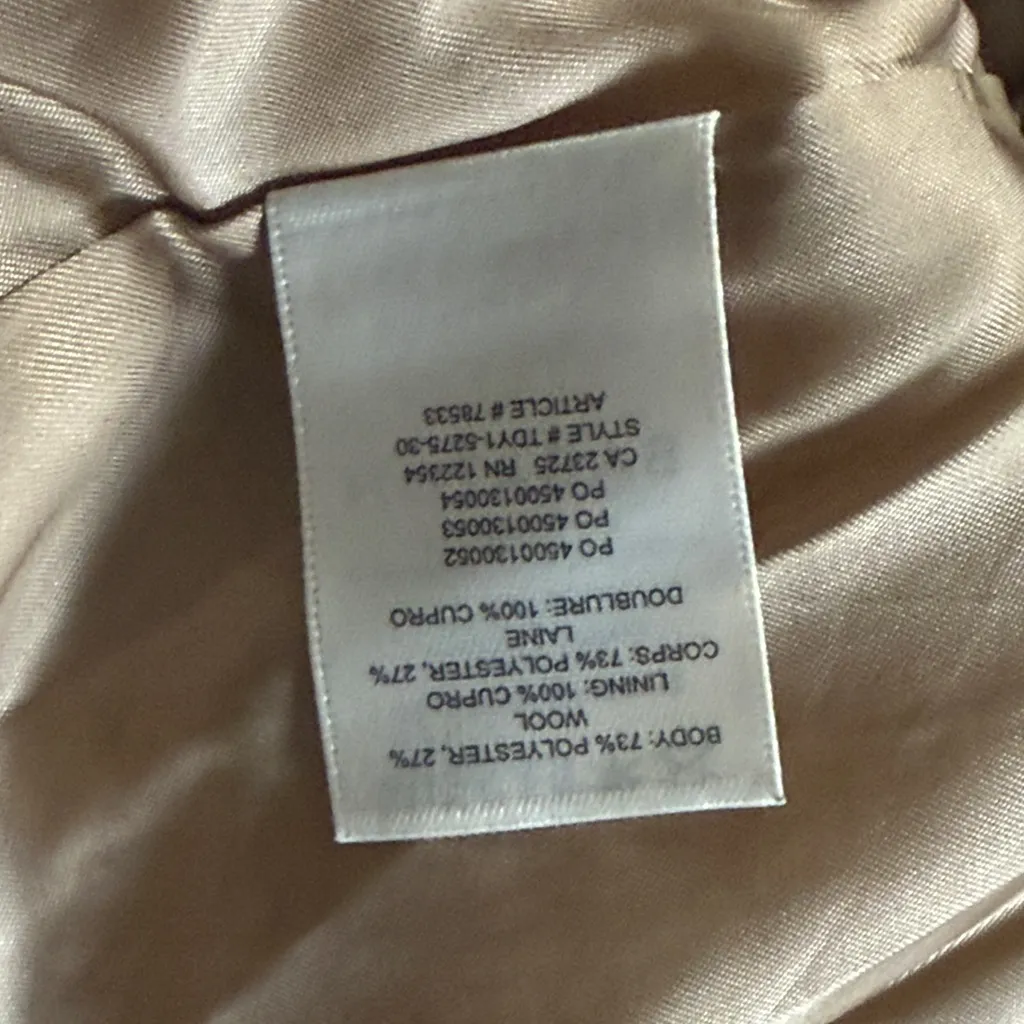 BODY: 73% POLYESTER, 27%
WOOL
LINING: 100% CUPRO
CORPS: 73% POLYESTER, 27%
LAINE
DOUBLURE: 100% CUPRO
PO 4500130052
PO 4500130053
PO 4500130054
CA 23725 RN 122354
STYLE # TDY1-5275-30
ARTICLE # 78533